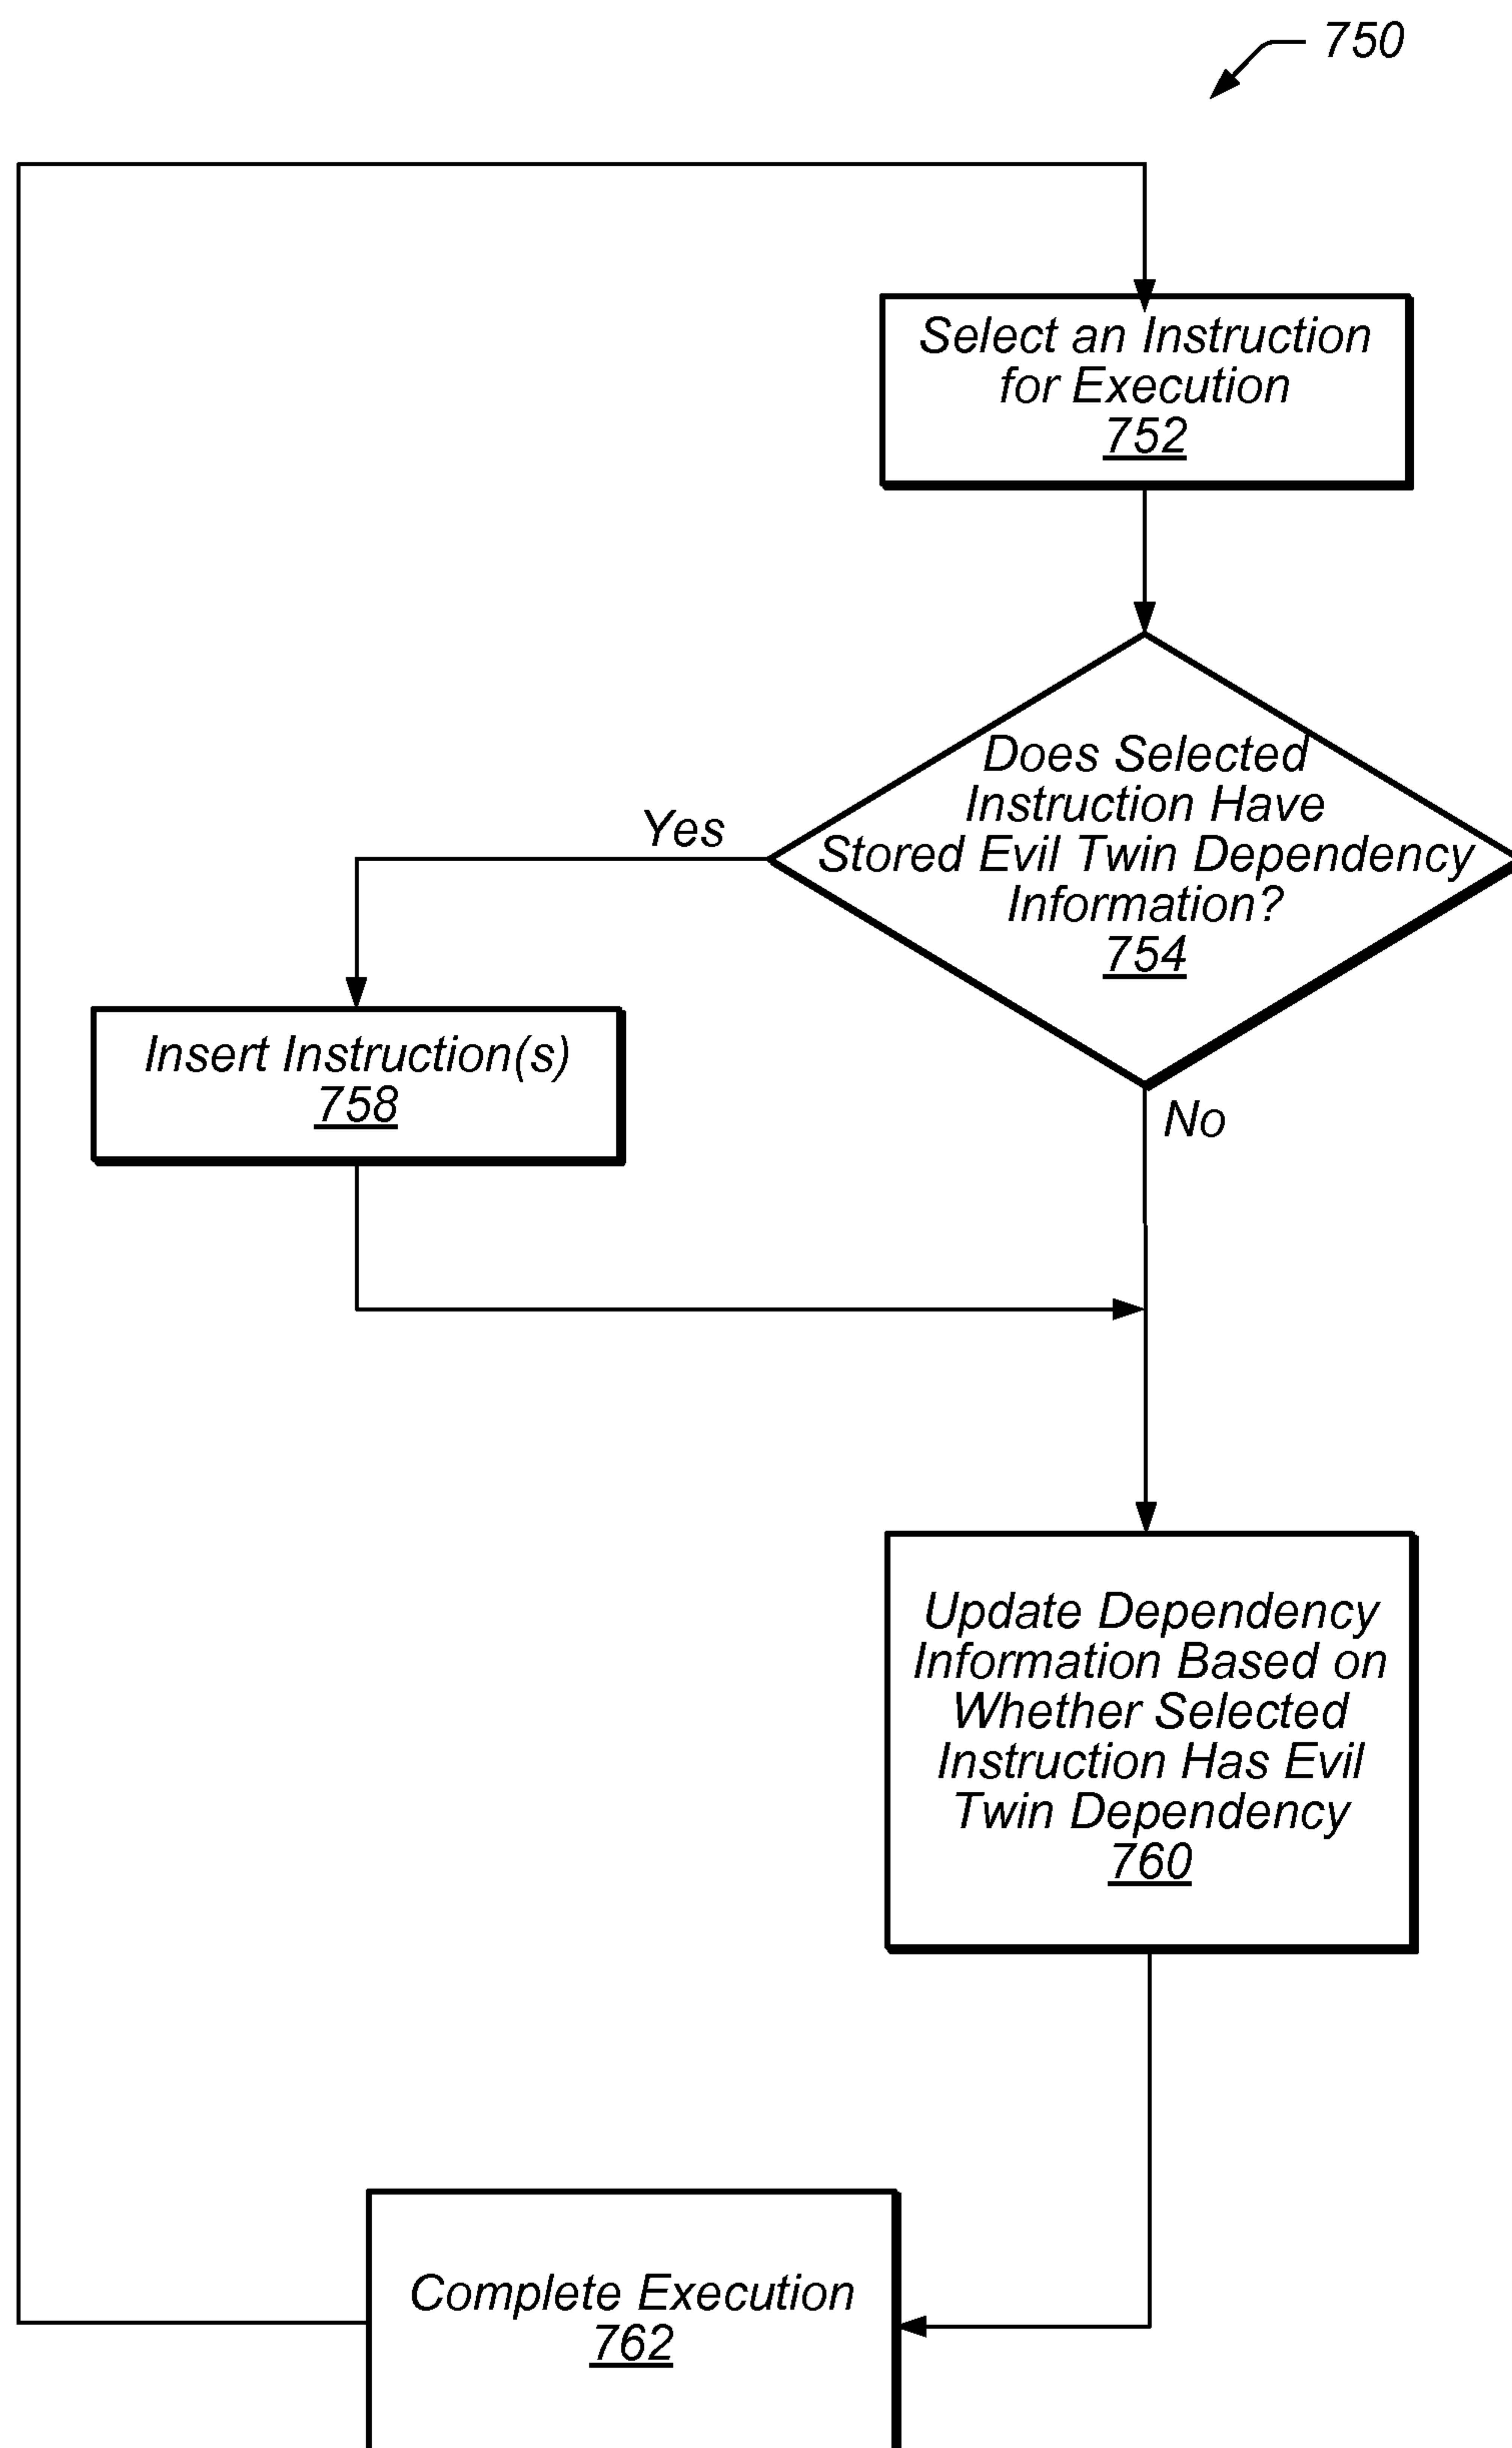 750
Select an Instruction
for Execution
752
Does Selected
Instruction Have
Stored Evil Twin Dependency
Information?
754
Yes
Insert Instruction(s)
758
No
Update Dependency
Information Based on
Whether Selected
Instruction Has Evil
Twin Dependency
760
Complete Execution
762